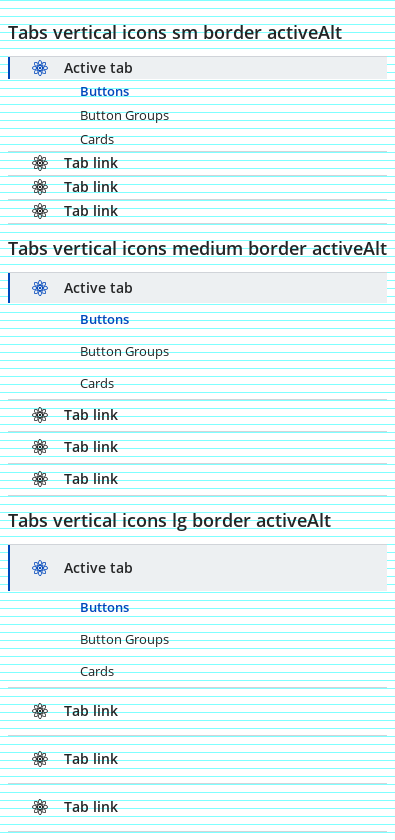 Tabs vertical icons sm border activeAlt
Active tab
Buttons
Button Groups
Cards
Tab link
Tab link
Tab link
Tabs vertical icons medium border activeAlt
Active tab
Buttons
Button Groups
Cards
Tab link
Tab link
Tab link
Tabs vertical icons lg border activeAlt
Active tab
Buttons
Button Groups
Cards
Tab link
Tab link
Tab link